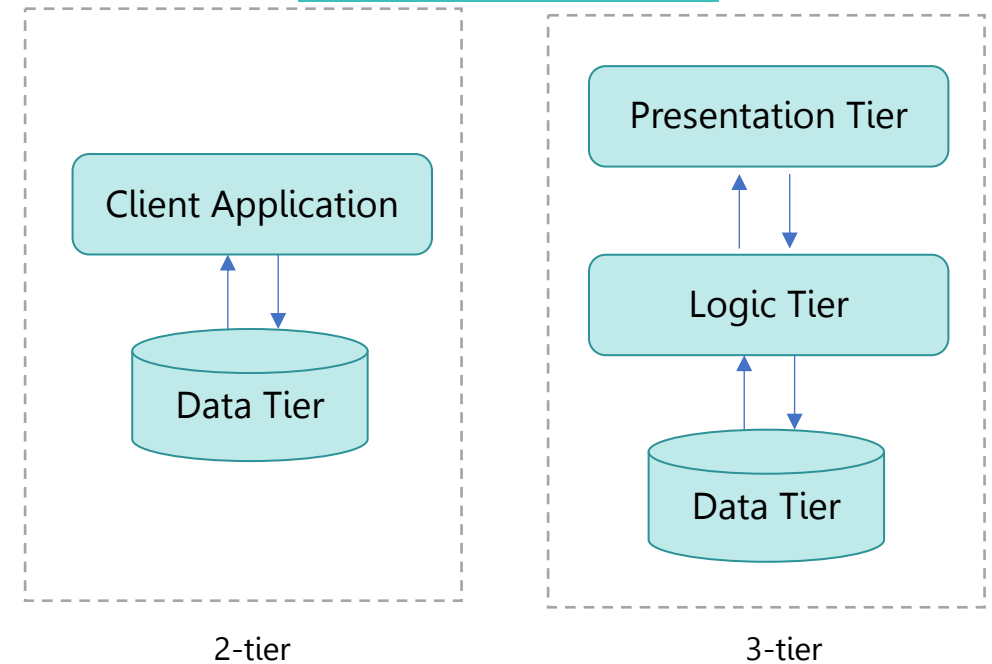 Client Application
Data Tier
2-tier
Presentation Tier
Logic Tier
Data Tier
3-tier